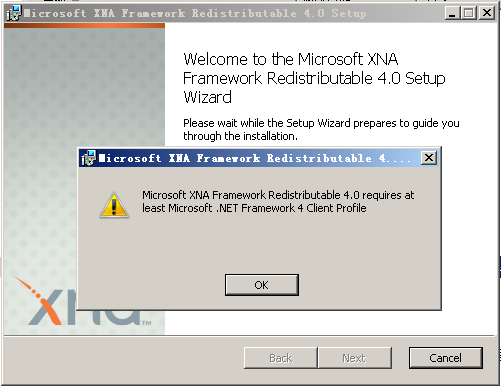 Microsoft XNA Framework Redistributable 4.0 Setup
Welcome to the Microsoft XNA
Framework Redistributable 4.0 Setup
Wizard
Please wait while the Setup Wizard prepares to guide you
through the installation.
Microsoft XNA Framework Redistributable 4....
Microsoft XNA Framework Redistributable 4.0 requires at
least Microsoft .NET Framework 4 Client Profile
OK
xna™
Back Next Cancel